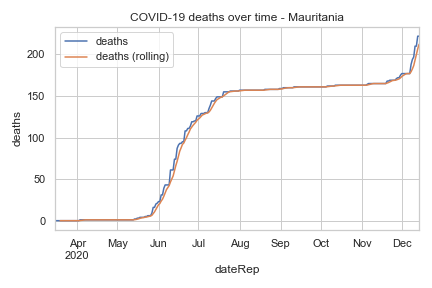 COVID-19 deaths over time - Mauritania
deaths
deaths (rolling)
200
150
100
50
0
deaths
Apr May Jun Jul Aug Sep Oct Nov Dec
2020
dateRep